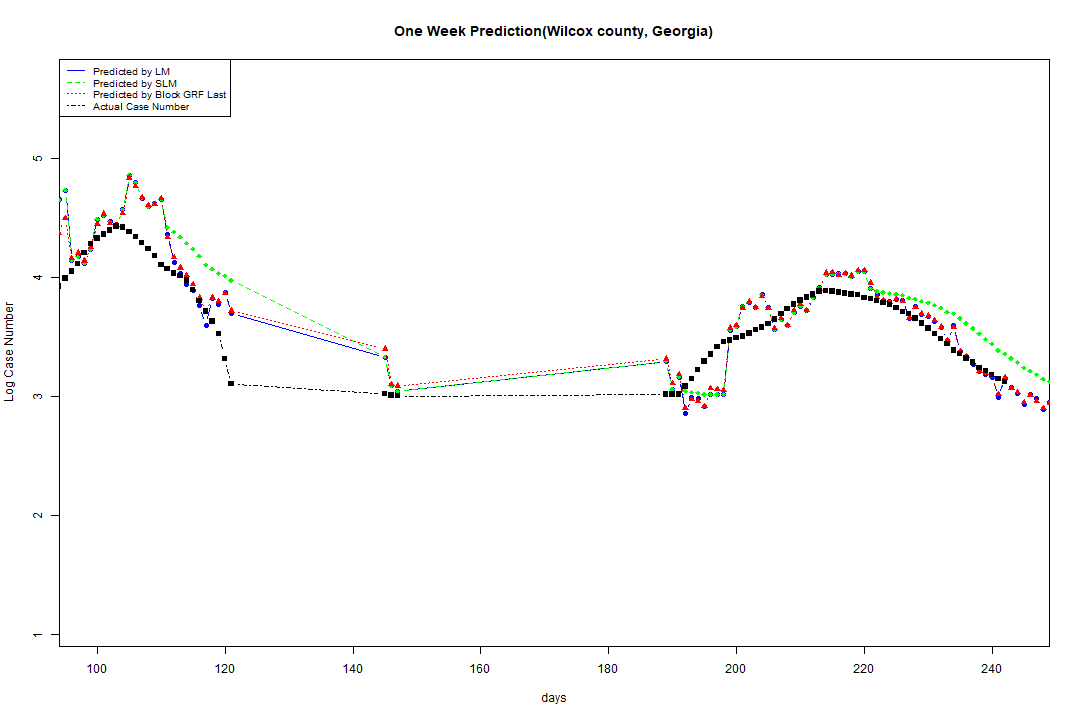 One Week Prediction(Wilcox county, Georgia)
Predicted by LM
Predicted by SLM
Predicted by Block GRF Last
Actual Case Number
5
4
3
2
1
Log Case Number
100 120 140 160 180 200 220 240
days